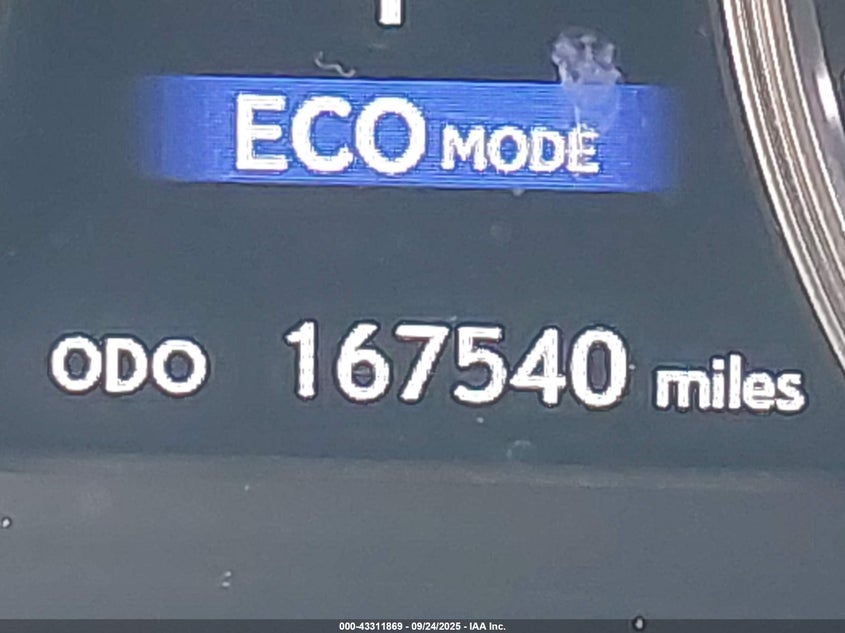 ECO MODE
ODO 167540 miles
000-43311869 - 09/24/2025 - IAA Inc.